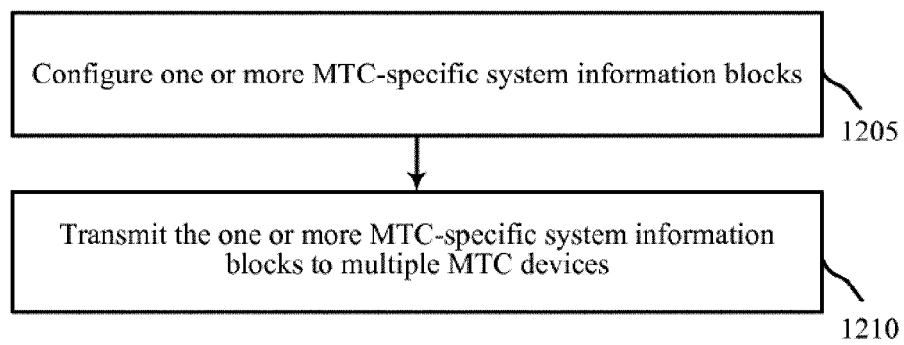 Configure one or more MTC-specific system information blocks
1205
Transmit the one or more MTC-specific system information
blocks to multiple MTC devices
1210